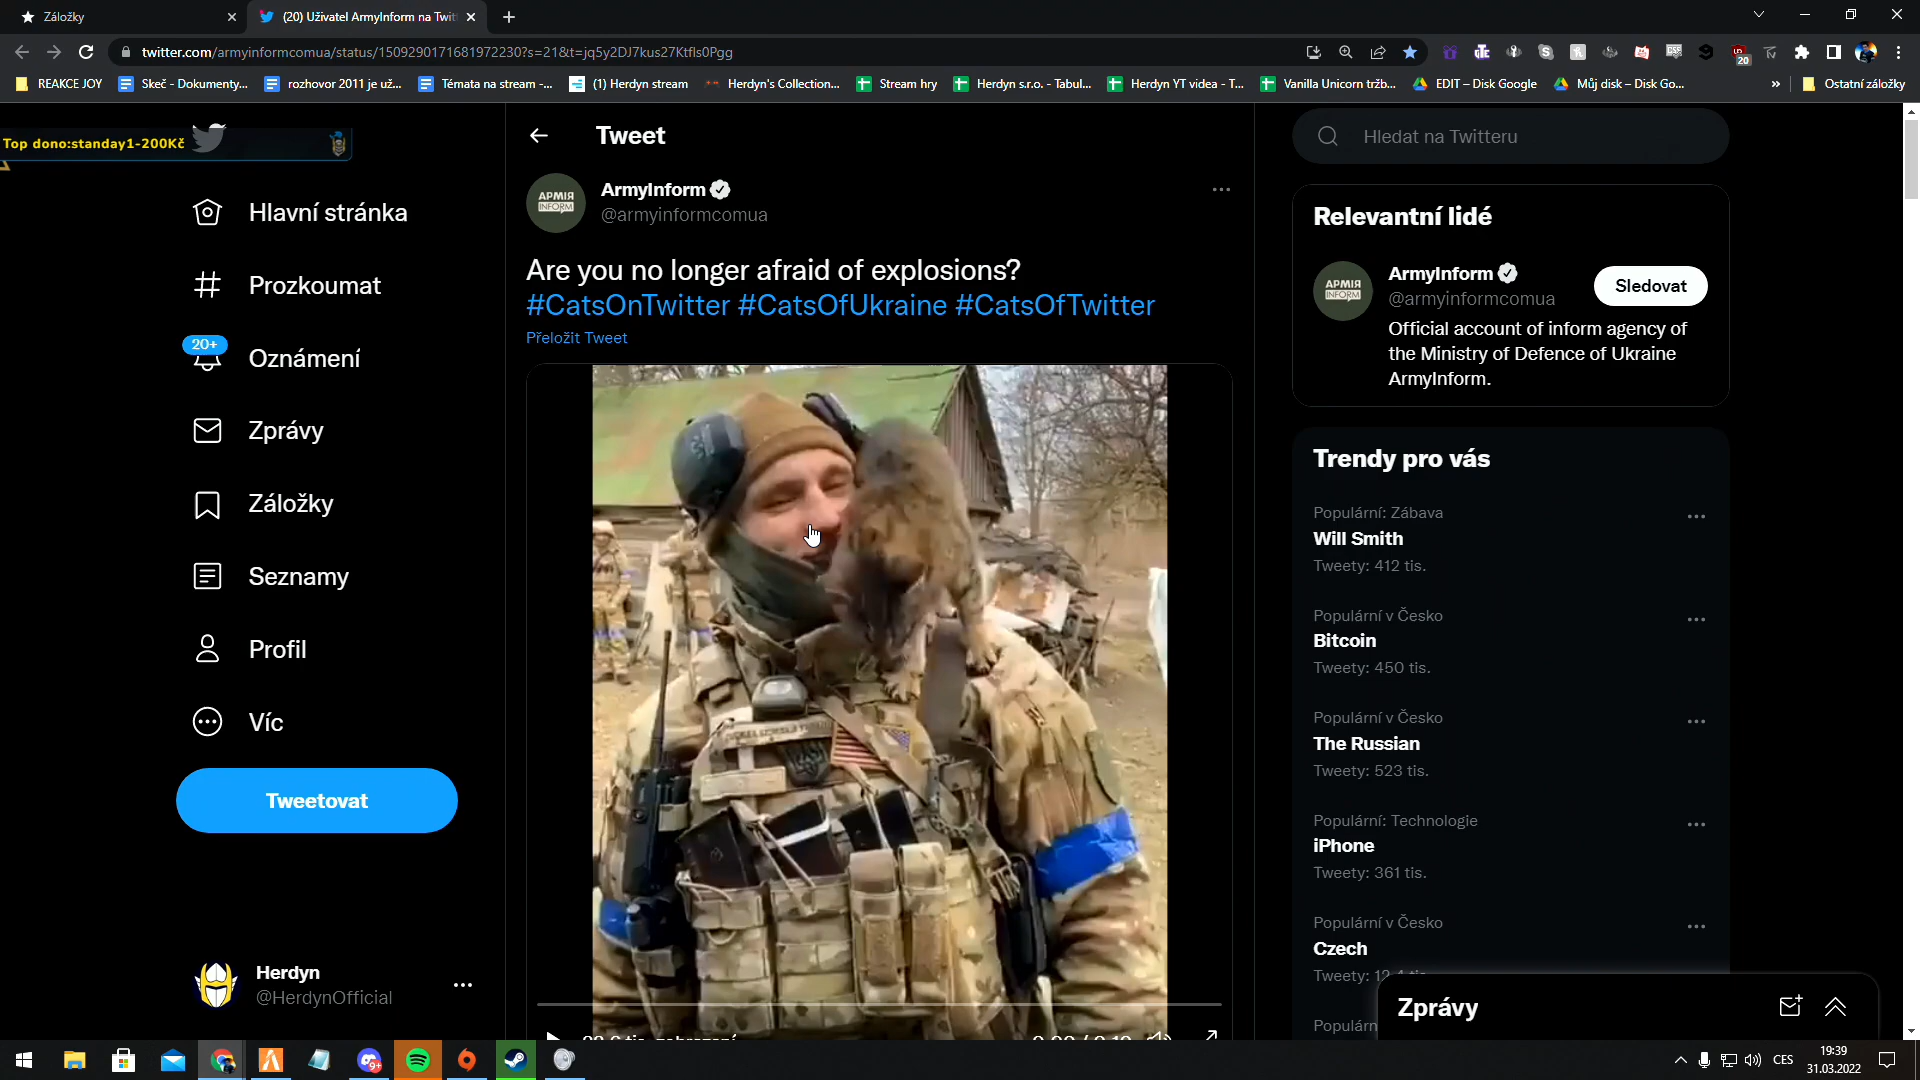 Záložky
(20) Uživatel ArmyInform na Twit
twitter.com/armyinformcomua/status/1509290171681972230?s=21&t=jq5y2DJ7kus27Ktfls0Pgg
20
REAKCE JOY
Skeč - Dokumenty...
rozhovor 2011 je už...
Témata na stream -...
(1) Herdyn stream
Herdyn's Collection...
Stream hry
Herdyn s.r.o. - Tabul...
Herdyn YT videa - T...
Vanilla Unicorn tržb...
EDIT – Disk Google
Můj disk – Disk Go...
»
Ostatní záložky
Top dono:standay1-200Kč
Hlavní stránka
Prozkoumat
20+
Oznámení
Zprávy
Záložky
Seznamy
Profil
Víc
Tweetovat
Herdyn
@HerdynOfficial
Tweet
АРМІЯ
INFORM
ArmyInform
@armyinformcomua
Are you no longer afraid of explosions?
#CatsOnTwitter #CatsOfUkraine #CatsOfTwitter
Přeložit Tweet
Hledat na Twitteru
Relevantní lidé
АРМІЯ
INFORM
ArmyInform
@armyinformcomua
Sledovat
Official account of inform agency of
the Ministry of Defence of Ukraine
ArmyInform.
Trendy pro vás
Populární: Zábava
Will Smith
Tweety: 412 tis.
Populární v Česko
Bitcoin
Tweety: 450 tis.
Populární v Česko
The Russian
Tweety: 523 tis.
Populární: Technologie
iPhone
Tweety: 361 tis.
Populární v Česko
Czech
Tweety:
Zprávy
9+
CES
19:39
31.03.2022